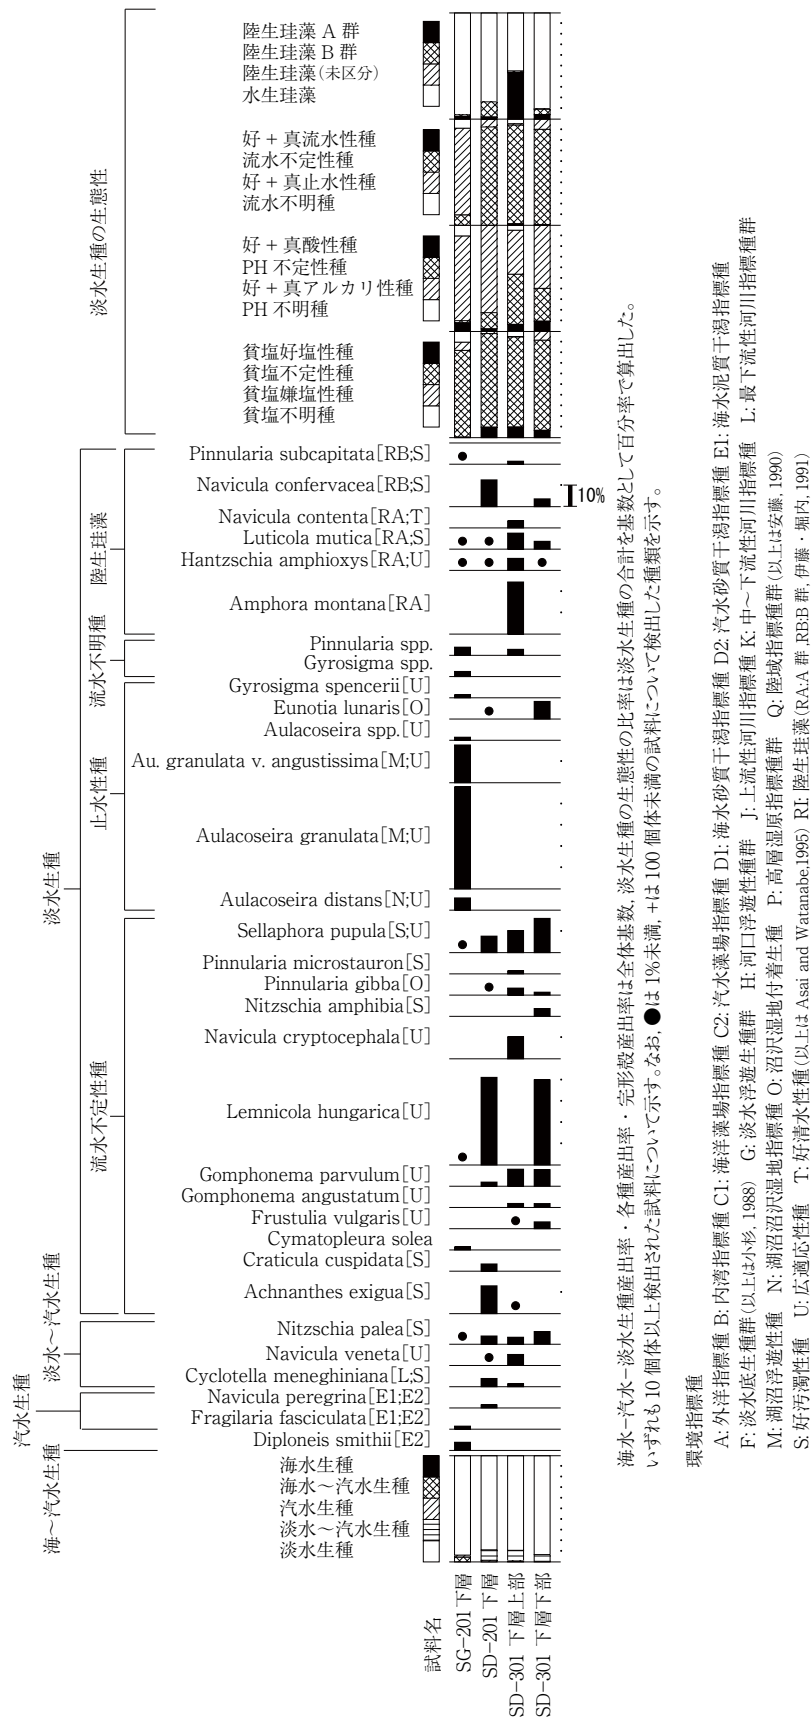 淡水生種の生態性
陸生珪藻 A 群
陸生珪藻 B 群
陸生珪藻(未区分)
水生珪藻
好 + 真流水性種
流水不定性種
好 + 真止水性種
流水不明種
好 + 真酸性種
PH 不定性種
好 + 真アルカリ性種
PH 不明種
貧塩好塩性種
貧塩不定性種
貧塩嫌塩性種
貧塩不明種
淡水生種
陸生珪藻
Pinnularia subcapitata[RB;S]
Navicula confervacea[RB;S]
10%
Navicula contenta[RA;T]
Luticola mutica[RA;S]
Hantzschia amphioxys[RA;U]
Amphora montana[RA]
流水不明種
Pinnularia spp.
Gyrosigma spp.
止水性種
Gyrosigma spencerii[U]
Eunotia lunaris[O]
Aulacoseira spp.[U]
Au. granulata v. angustissima[M;U]
Aulacoseira granulata[M;U]
Aulacoseira distans[N;U]
流水不定性種
Sellaphora pupula[S;U]
Pinnularia microstauron[S]
Pinnularia gibba[O]
Nitzschia amphibia[S]
Navicula cryptocephala[U]
Lemnicola hungarica[U]
Gomphonema parvulum[U]
Gomphonema angustatum[U]
Frustulia vulgaris[U]
Cymatopleura solea
Craticula cuspidata[S]
Achnanthes exigua[S]
淡水〜汽水生種
Nitzschia palea[S]
Navicula veneta[U]
Cyclotella meneghiniana[L;S]
汽水生種
Navicula peregrina[E1;E2]
Fragilaria fasciculata[E1;E2]
海〜汽水生種
Diploneis smithii[E2]
海水生種
海水〜汽水生種
汽水生種
淡水〜汽水生種
淡水生種
試料名
SG-201 下層
SD-201 下層
SD-301 下層上部
SD-301 下層下部
海水−汽水−淡水生種産出率・各種産出率・完形殻産出率は全体基数、淡水生種の生態性の比率は淡水生種の合計を基数として百分率で算出した。
いずれも 10 個体以上検出された試料について示す。なお、●は 1%未満、+は 100 個体未満の試料について検出した種類を示す。
環境指標種
A: 外洋指標種 B: 内湾指標種 C1: 海洋藻場指標種 C2: 汽水藻場指標種 D1: 海水砂質干潟指標種 D2: 汽水砂質干潟指標種 E1: 海水泥質干潟指標種
F: 淡水底生種群(以上は小杉, 1988) G: 淡水浮遊生種群 H: 河口浮遊性種群 J: 上流性河川指標種 K: 中〜下流性河川指標種 L: 最下流性河川指標種群
M: 湖沼浮遊性種 N: 湖沼沼沢湿地指標種 O: 沼沢湿地付着生種 P: 高層湿原指標種群 Q: 陸域指標種群(以上は安藤, 1990)
S: 好汚濁性種 U: 広適応性種 T: 好清水性種(以上は Asai and Watanabe,1995) RI: 陸生珪藻(RA:A 群,RB:B 群, 伊藤・堀内, 1991)